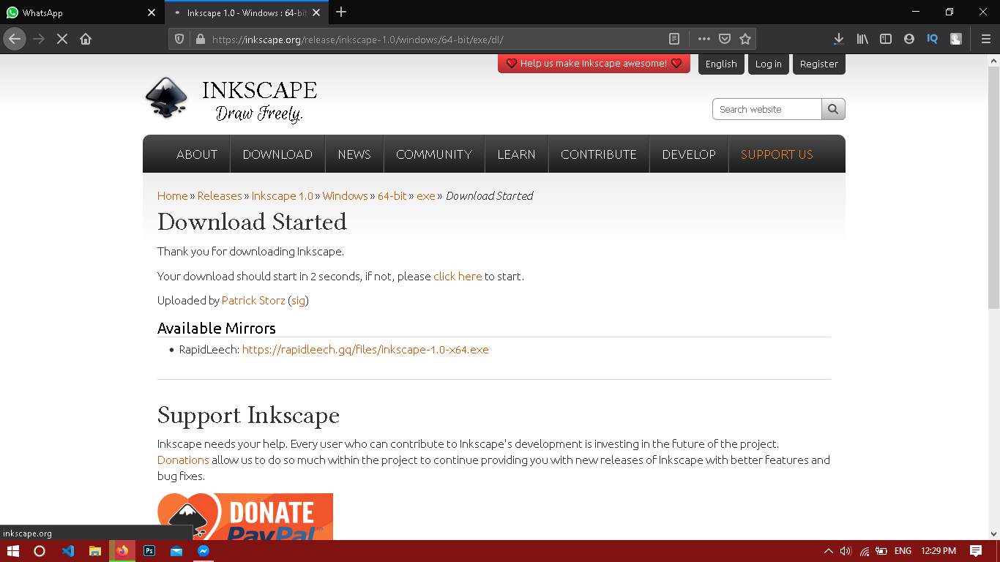 WhatsApp
Inkscape 1.0 - Windows : 64-bit
https://inkscape.org/release/inkscape-1.0/windows/64-bit/exe/dl/
IQ
Help us make Inkscape awesome!
English
Log in
Register
INKSCAPE
Draw Freely.
Search website
ABOUT
DOWNLOAD
NEWS
COMMUNITY
LEARN
CONTRIBUTE
DEVELOP
SUPPORT US
Home » Releases » Inkscape 1.0 » Windows » 64-bit » exe » Download Started
Download Started
Thank you for downloading Inkscape.
Your download should start in 2 seconds, if not, please click here to start.
Uploaded by Patrick Storz (sig)
Available Mirrors
• RapidLeech: https://rapidleech.gq/files/inkscape-1.0-x64.exe
Support Inkscape
Inkscape needs your help. Every user who can contribute to Inkscape's development is investing in the future of the project.
Donations allow us to do so much within the project to continue providing you with new releases of Inkscape with better features and
bug fixes.
DONATE
PayPal
inkscape.org
Ps
ENG
12:29 PM